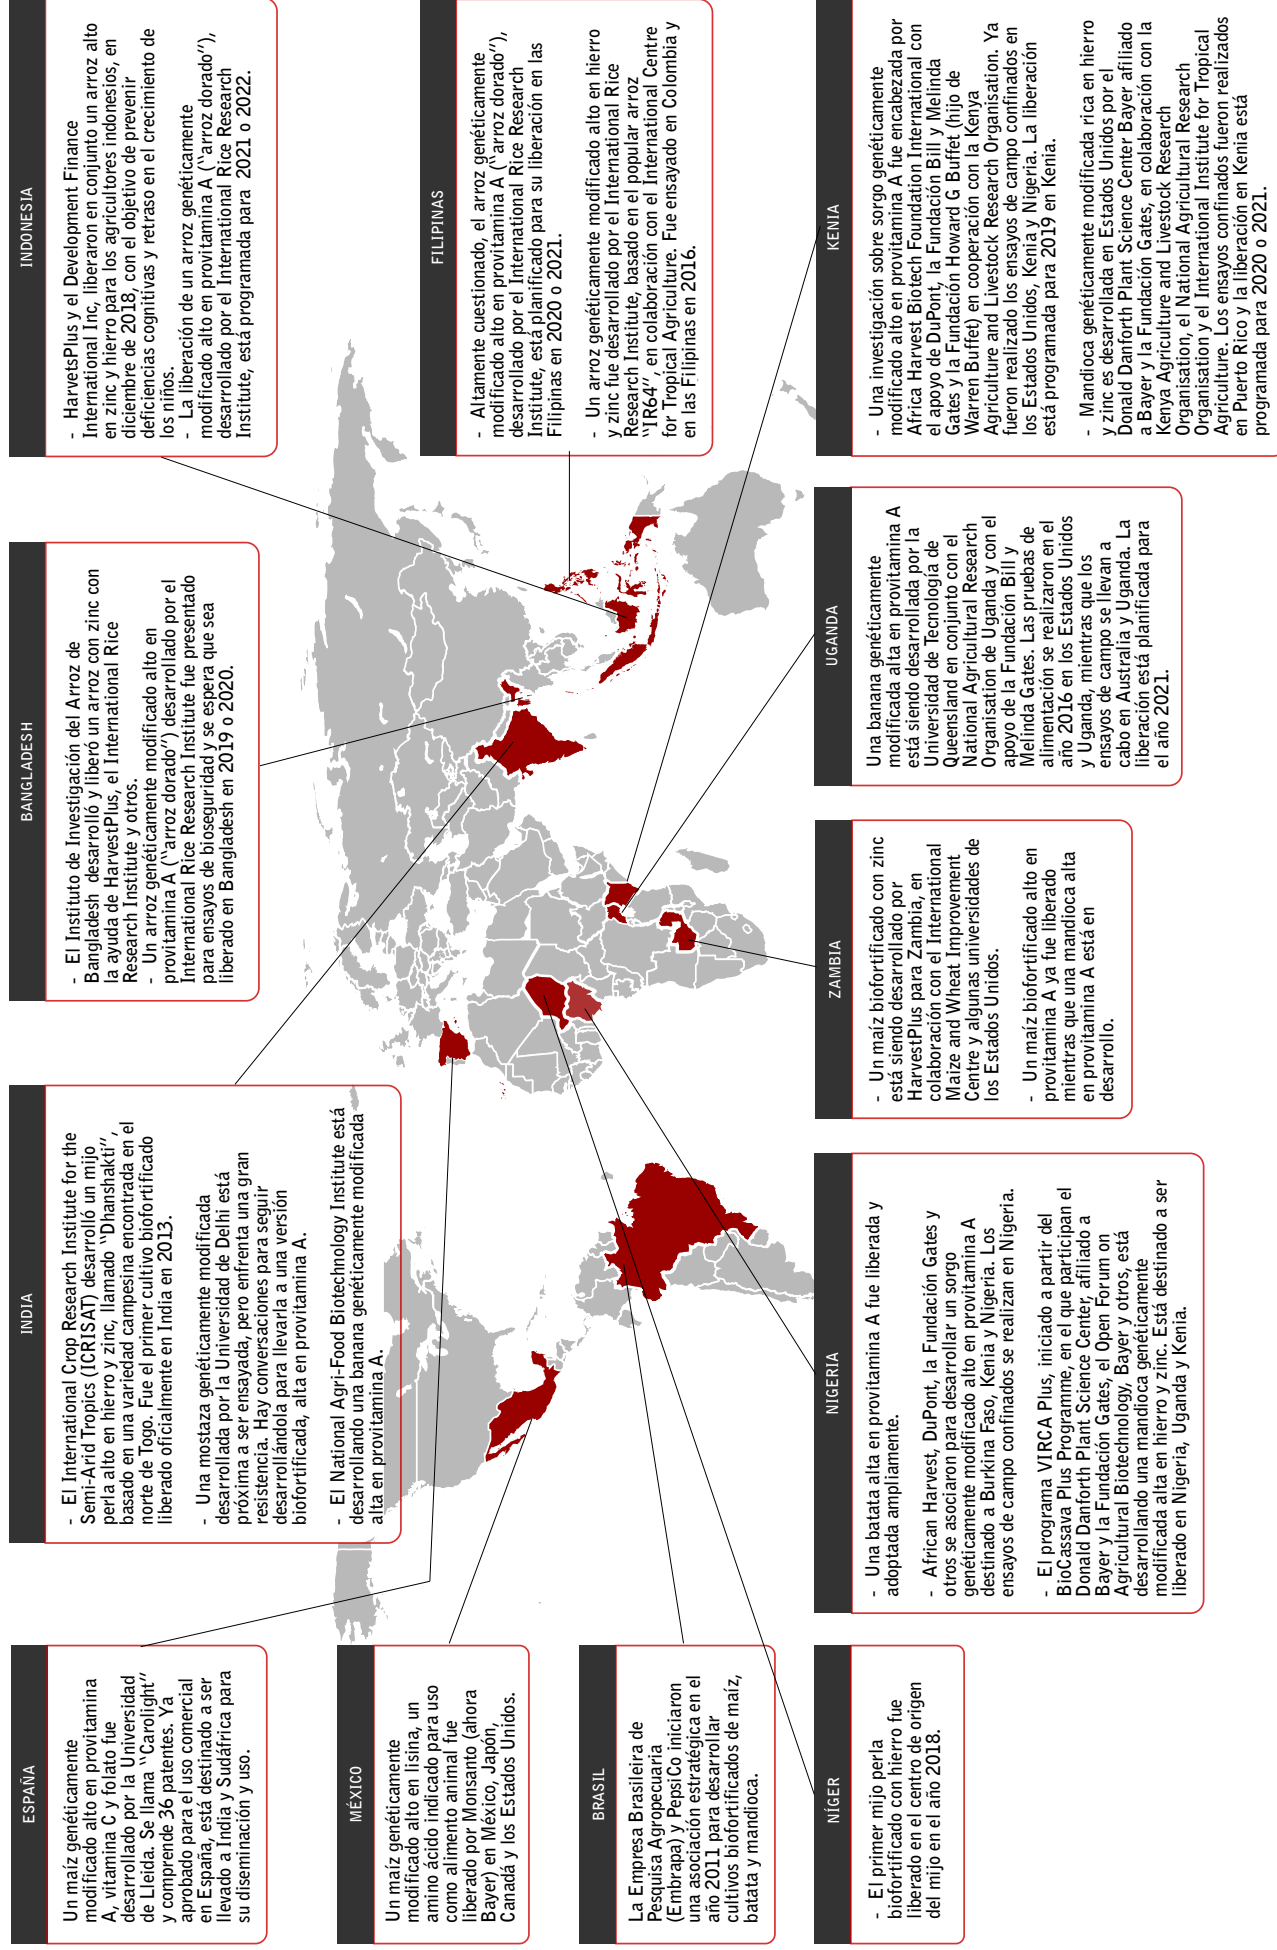 ESPAÑA
Un maíz genéticamente
modificado alto en provitamina
A, vitamina C y folato fue
desarrollado por la Universidad
de Lleida. Se llama “Carolight”
y comprende 36 patentes. Ya
aprobado para el uso comercial
en España, está destinado a ser
llevado a India y Sudáfrica para
su diseminación y uso.
INDIA
- El International Crop Research Institute for the
Semi-Arid Tropics (ICRISAT) desarrolló un mijo
perla alto en hierro y zinc, llamado “Dhanshakti”,
basado en una variedad campesina encontrada en el
norte de Togo. Fue el primer cultivo biofortificado
liberado oficialmente en India en 2013.
- Una mostaza genéticamente modificada
desarrollada por la Universidad de Delhi está
próxima a ser ensayada, pero enfrenta una gran
resistencia. Hay conversaciones para seguir
desarrollándola para llevarla a una versión
biofortificada, alta en provitamina A.
- El National Agri-Food Biotechnology Institute está
desarrollando una banana genéticamente modificada
alta en provitamina A.
BANGLADESH
- El Instituto de Investigación del Arroz de
Bangladesh desarrolló y liberó un arroz con zinc con
la ayuda de HarvestPlus, el International Rice
Research Institute y otros.
- Un arroz genéticamente modificado alto en
provitamina A (“arroz dorado”) desarrollado por el
International Rice Research Institute fue presentado
para ensayos de bioseguridad y se espera que sea
liberado en Bangladesh en 2019 o 2020.
INDONESIA
- HarvetsPlus y el Development Finance
International Inc, liberaron en conjunto un arroz alto
en zinc y hierro para los agricultores indonesios, en
diciembre de 2018, con el objetivo de prevenir
deficiencias cognitivas y retraso en el crecimiento de
los niños.
- La liberación de un arroz genéticamente
modificado alto en provitamina A (“arroz dorado”),
desarrollado por el International Rice Research
Institute, está programada para 2021 o 2022.
MÉXICO
Un maíz genéticamente
modificado alto en lisina, un
amino ácido indicado para uso
como alimento animal fue
liberado por Monsanto (ahora
Bayer) en México, Japón,
Canadá y los Estados Unidos.
FILIPINAS
- Altamente cuestionado, el arroz genéticamente
modificado alto en provitamina A (“arroz dorado”),
desarrollado por el International Rice Research
Institute, está planificado para su liberación en las
Filipinas en 2020 o 2021.
- Un arroz genéticamente modificado alto en hierro
y zinc fue desarrollado por el International Rice
Research Institute, basado en el popular arroz
“IR64”, en colaboración con el International Centre
for Tropical Agriculture. Fue ensayado en Colombia y
en las Filipinas en 2016.
BRASIL
La Empresa Brasileira de
Pesquisa Agropecuaria
(Embrapa) y PepsiCo iniciaron
una asociación estratégica en el
año 2011 para desarrollar
cultivos biofortificados de maíz,
batata y mandioca.
NÍGER
- El primer mijo perla
biofortificado con hierro fue
liberado en el centro de origen
del mijo en el año 2018.
NIGERIA
- Una batata alta en provitamina A fue liberada y
adoptada ampliamente.
- African Harvest, DuPont, la Fundación Gates y
otros se asociaron para desarrollar un sorgo
genéticamente modificado alto en provitamina A
destinado a Burkina Faso, Kenia y Nigeria. Los
ensayos de campo confinados se realizan en Nigeria.
- El programa VIRCA Plus, iniciado a partir del
BioCassava Plus Programme, en el que participan el
Donald Danforth Plant Science Center, afiliado a
Bayer y la Fundación Gates, el Open Forum on
Agricultural Biotechnology, Bayer y otros, está
desarrollando una mandioca genéticamente
modificada alta en hierro y zinc. Está destinado a ser
liberado en Nigeria, Uganda y Kenia.
ZAMBIA
- Un maíz biofortificado con zinc
está siendo desarrollado por
HarvestPlus para Zambia, en
colaboración con el International
Maize and Wheat Improvement
Centre y algunas universidades de
los Estados Unidos.
- Un maíz biofortificado alto en
provitamina A ya fue liberado
mientras que una mandioca alta
en provitamina A está en
desarrollo.
UGANDA
Una banana genéticamente
modificada alta en provitamina A
está siendo desarrollada por la
Universidad de Tecnología de
Queensland en conjunto con el
National Agricultural Research
Organisation de Uganda y con el
apoyo de la Fundación Bill y
Melinda Gates. Las pruebas de
alimentación se realizaron en el
año 2016 en los Estados Unidos
y Uganda, mientras que los
ensayos de campo se llevan a
cabo en Australia y Uganda. La
liberación está planificada para
el año 2021.
KENIA
- Una investigación sobre sorgo genéticamente
modificado alto en provitamina A fue encabezada por
Africa Harvest Biotech Foundation International con
el apoyo de DuPont, la Fundación Bill y Melinda
Gates y la Fundación Howard G Buffet (hijo de
Warren Buffet) en cooperación con la Kenya
Agriculture and Livestock Research Organisation. Ya
fueron realizado los ensayos de campo confinados en
los Estados Unidos, Kenia y Nigeria. La liberación
está programada para 2019 en Kenia.
- Mandioca genéticamente modificada rica en hierro
y zinc es desarrollada en Estados Unidos por el
Donald Danforth Plant Science Center Bayer afiliado
a Bayer y la Fundación Gates, en colaboración con la
Kenya Agriculture and Livestock Research
Organisation, el National Agricultural Research
Organisation y el International Institute for Tropical
Agriculture. Los ensayos confinados fueron realizados
en Puerto Rico y la liberación en Kenia está
programada para 2020 o 2021.